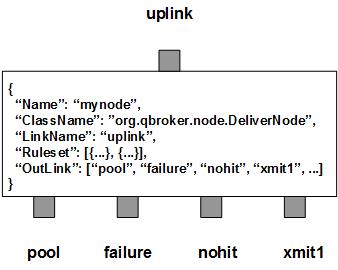 uplink
{
“Name”: “mynode”,
“ClassName”: “org.qbroker.node.DeliverNode”,
“LinkName”: “uplink”,
“Ruleset”: [{...}, {...}],
“OutLink”: [“pool”, “failure”, “nohit”, “xmit1”, ...]
}
pool failure nohit xmit1